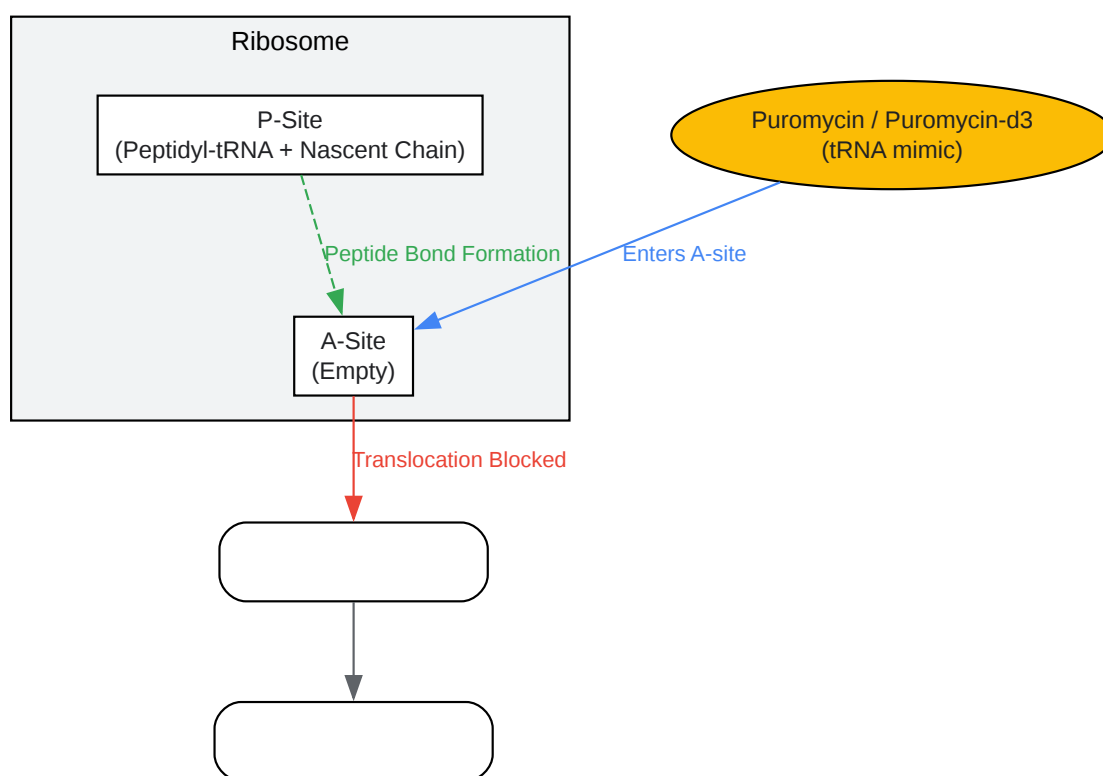 Ribosome
P-Site
(Peptidyl-tRNA + Nascent Chain)
Puromycin / Puromycin-d3
(tRNA mimic)
Peptide Bond Formation
Enters A-site
A-Site
(Empty)
Translocation Blocked